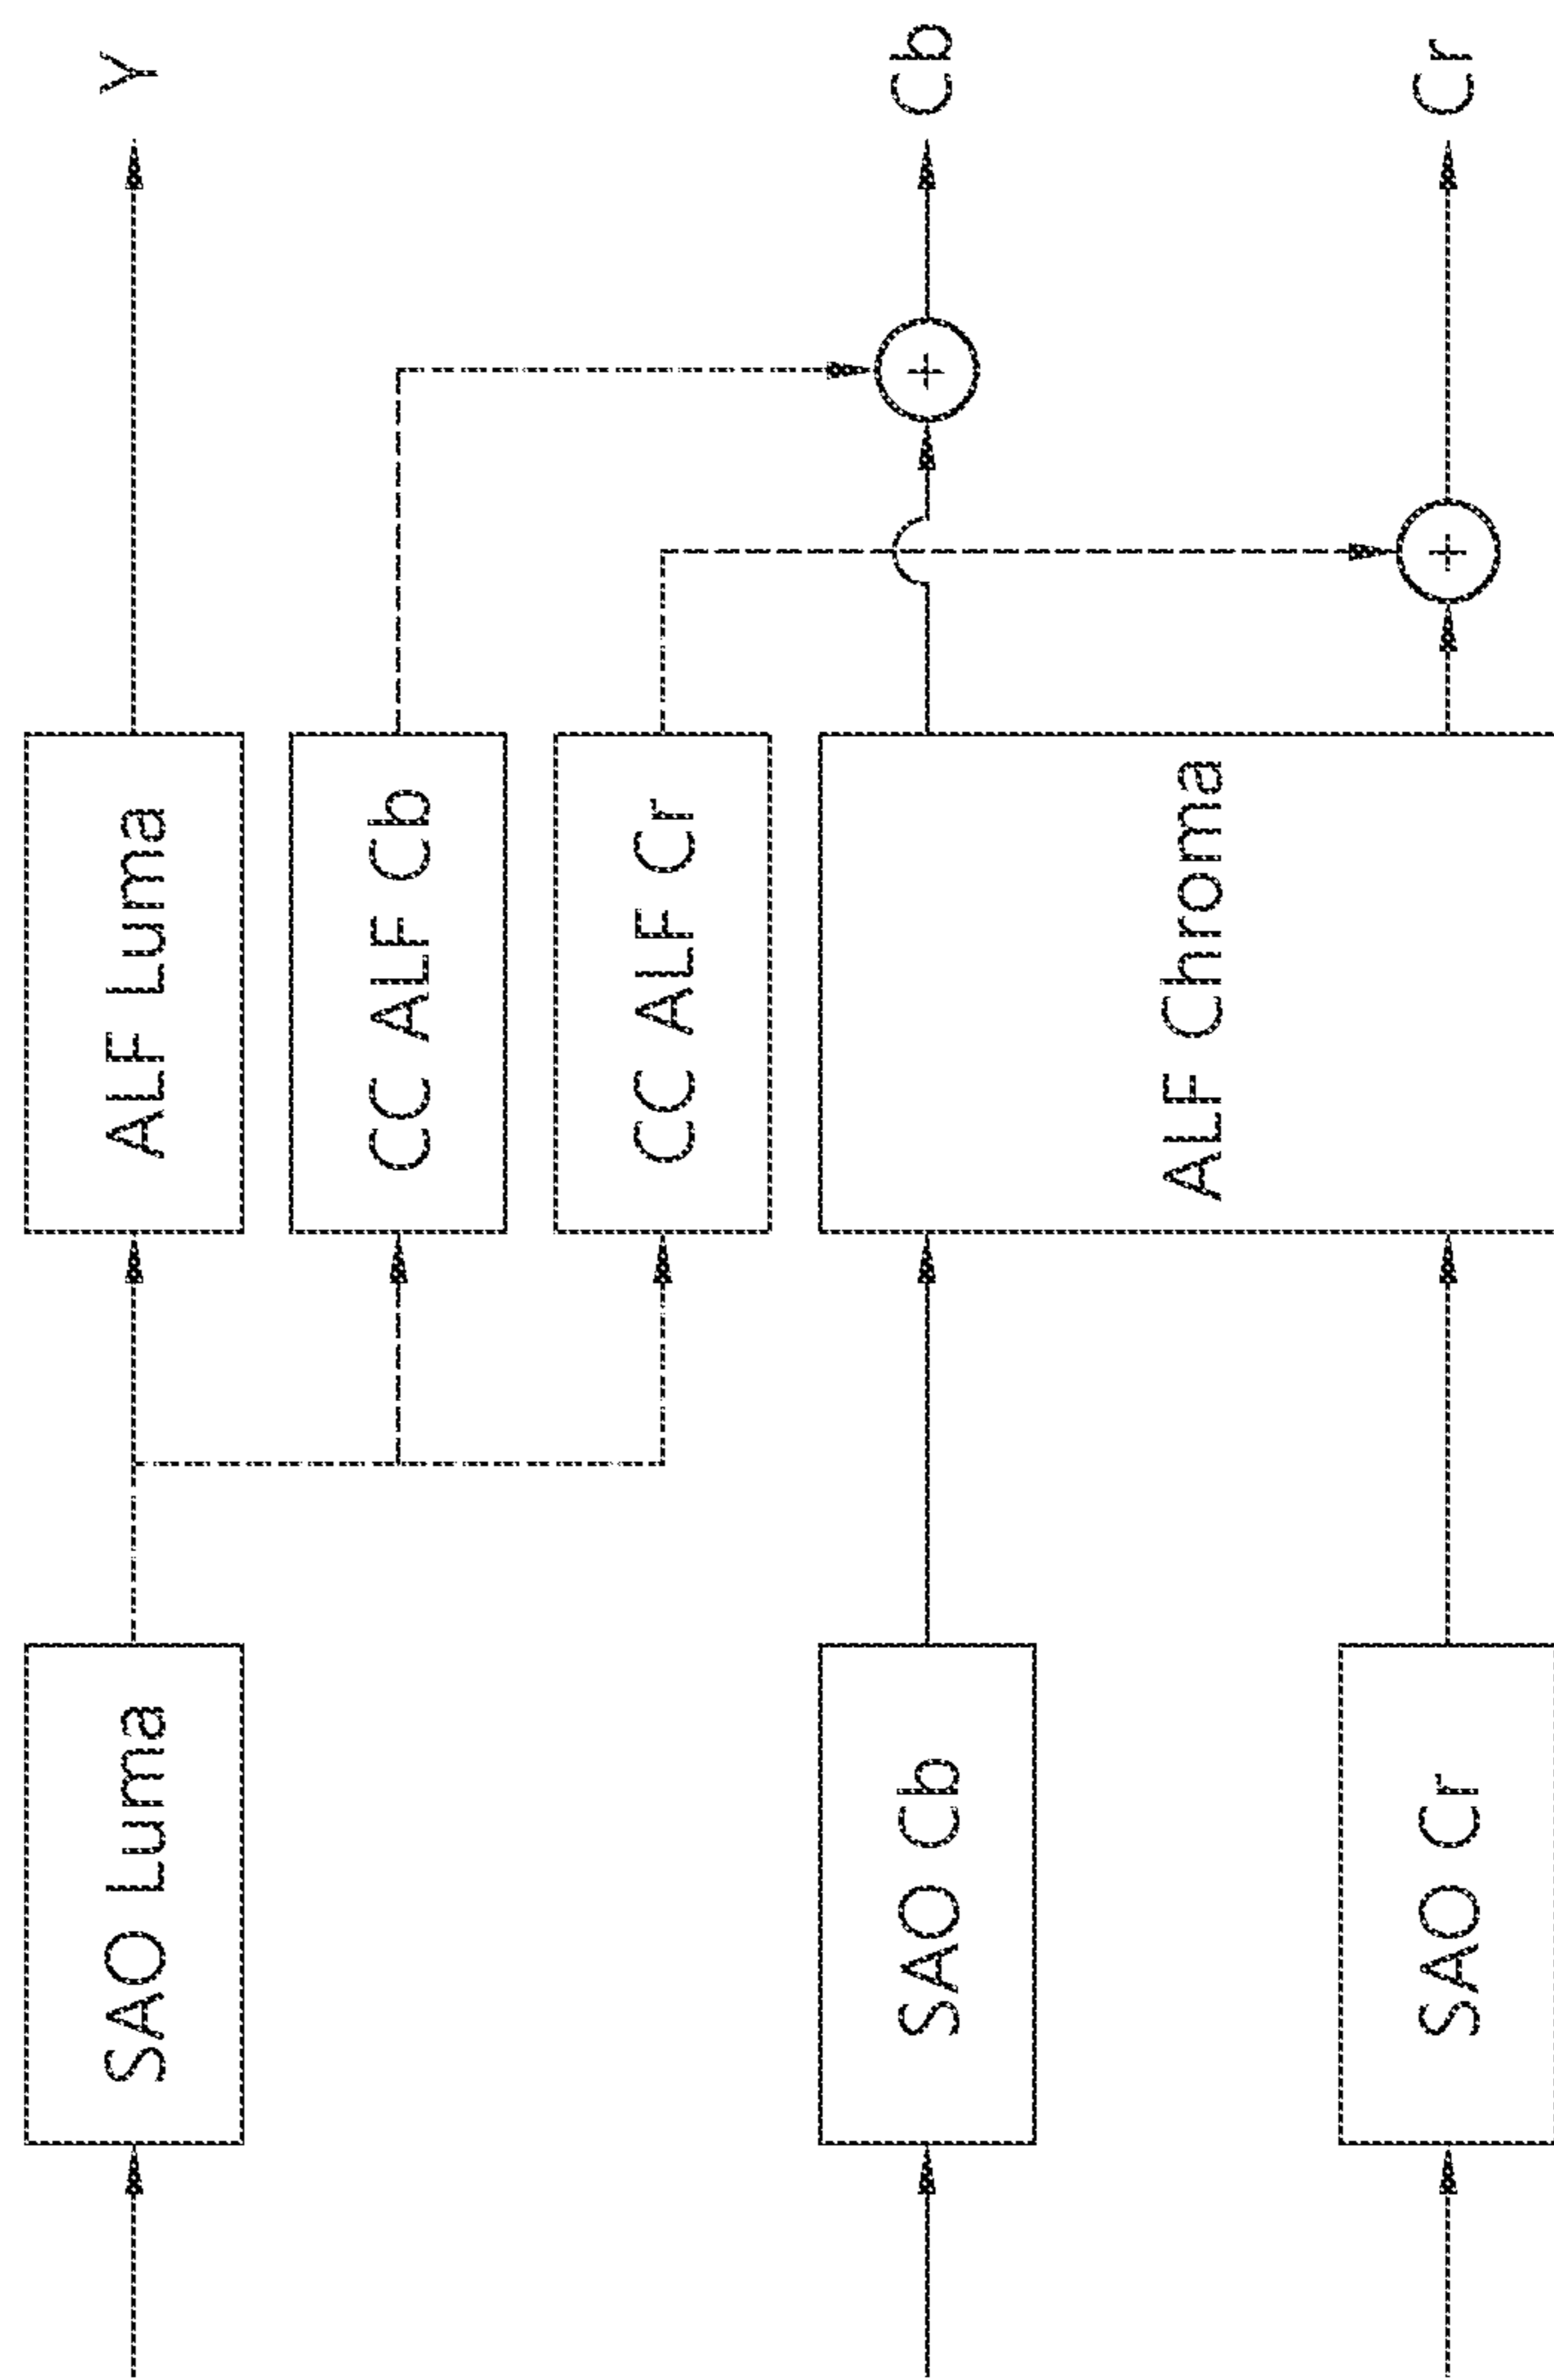 SAO Luma
ALF Luma
Y
CC ALF Cb
CC ALF Cr
SAO Cb
ALF Chroma
+
Cb
SAO Cr
+
Cr